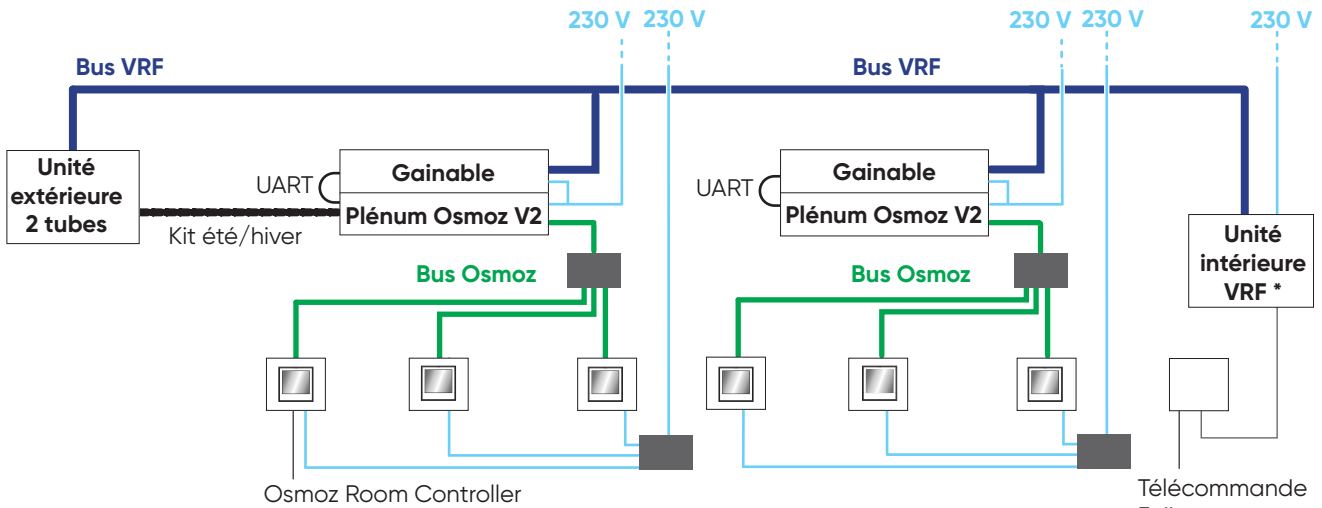 230 V 230 V
230 V 230 V
230 V
Bus VRF
Bus VRF
Unité
extérieure
2 tubes
UART
Gainable
Plénum Osmoz V2
Kit été/hiver
UART
Gainable
Plénum Osmoz V2
Unité
intérieure
VRF *
Bus Osmoz
Bus Osmoz
Osmoz Room Controller
Télécommande